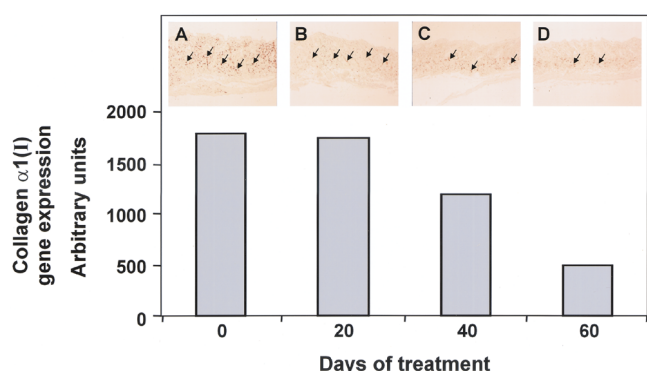 A B C D
Collagen α1(I)
gene expression
Arbitrary units
2000
1500
1000
500
0
0 20 40 60
Days of treatment